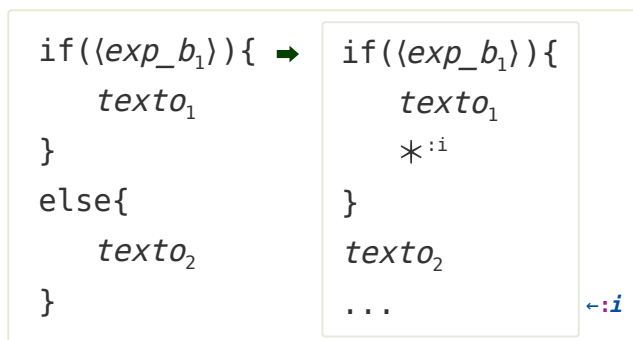 if(⟨exp_b₁⟩){ ➡
texto₁
}
else{
texto₂
}
if(⟨exp_b₁⟩){
texto₁
*:i
}
texto₂
... ←:i